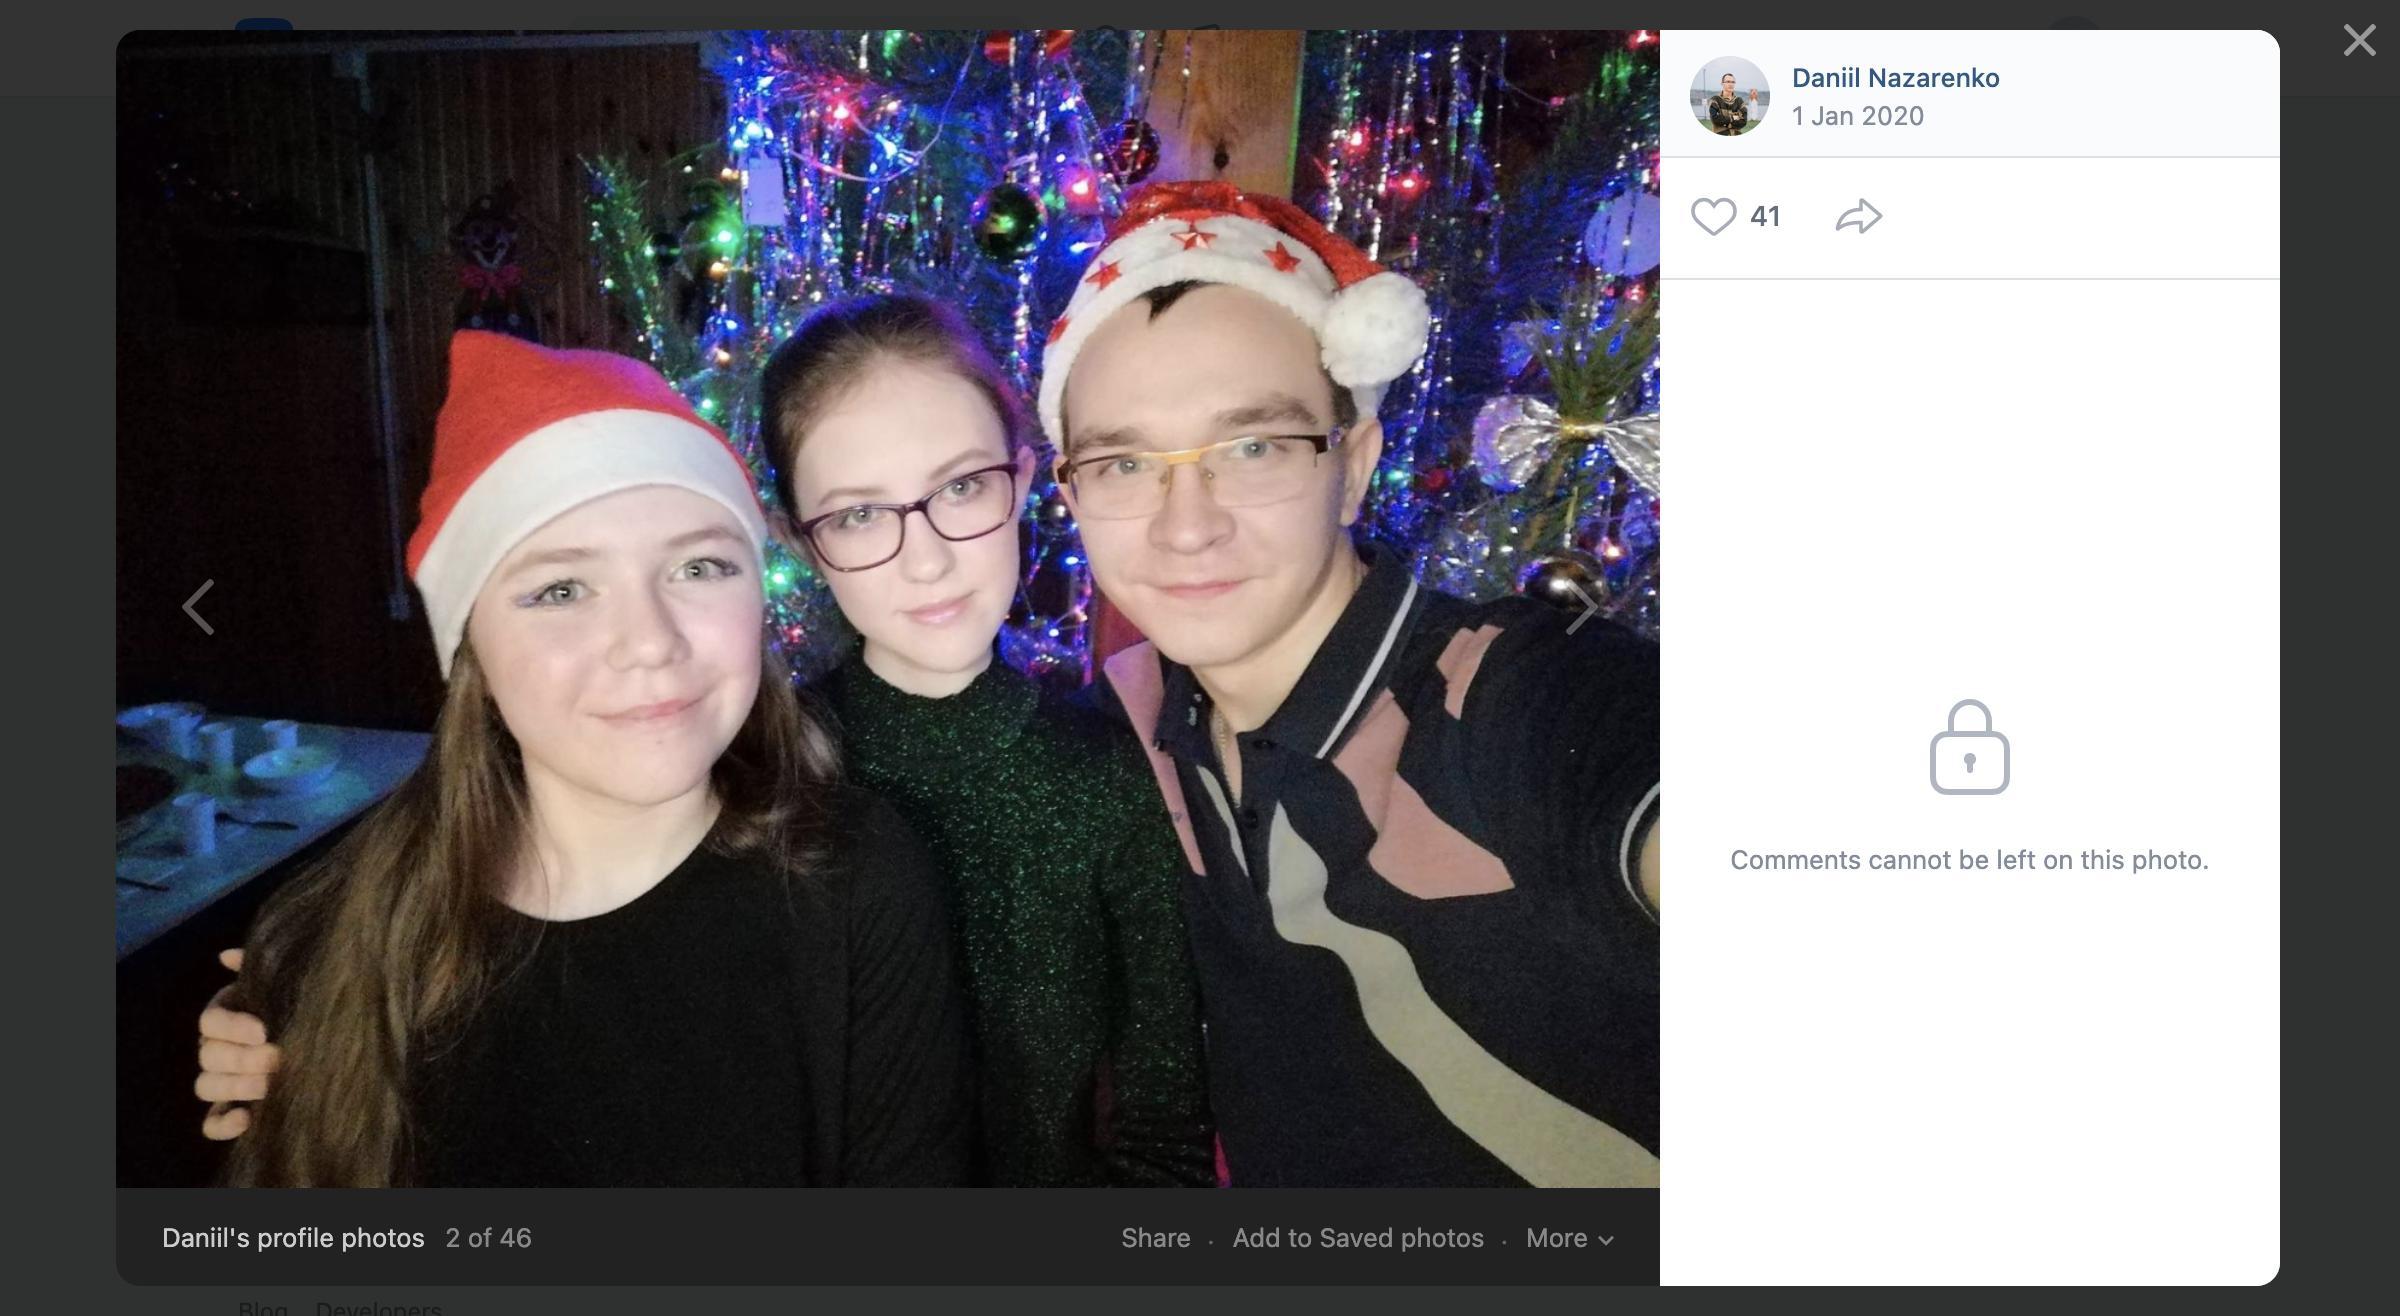 Daniil Nazarenko
1 Jan 2020
41
Comments cannot be left on this photo.
Daniil's profile photos 2 of 46
Share · Add to Saved photos · More
Blog Developers